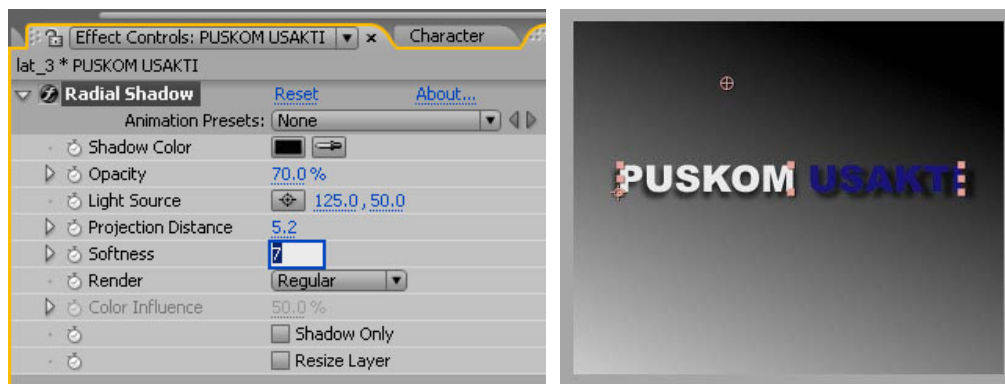 Effect Controls: PUSKOM USAKTI
Character
lat_3 * PUSKOM USAKTI
Radial Shadow Reset About...
Animation Presets: None
Shadow Color
Opacity 70.0 %
Light Source 125.0 , 50.0
Projection Distance 5.2
Softness 7
Render Regular
Color Influence 50.0 %
Shadow Only
Resize Layer
PUSKOM USAKTI